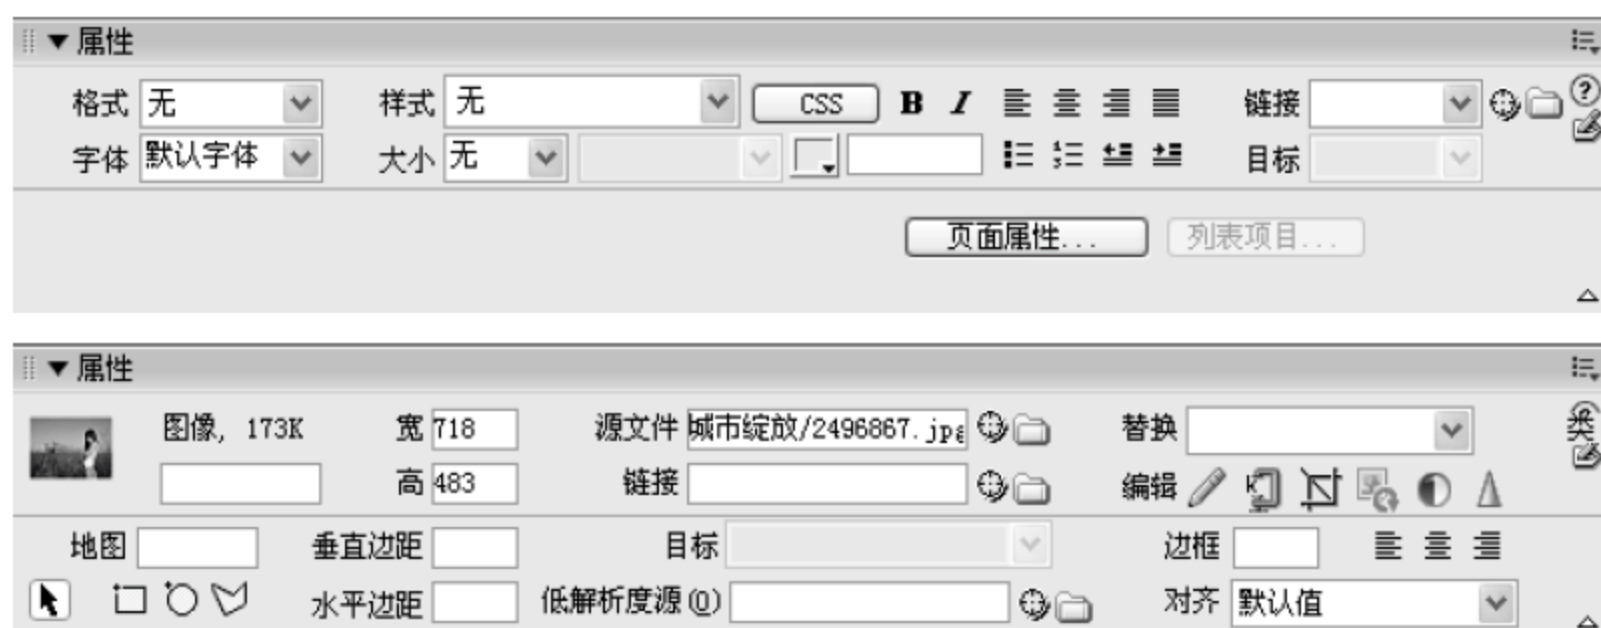 属性
格式 无 样式 无 CSS B I 链接
字体 默认字体 大小 无 目标
页面属性... 列表项目...
属性
图像, 173K 宽 718 源文件 城市绽放/2496867.jpg 替换 类
高 483 链接 编辑
地图 垂直边距 目标 边框
水平边距 低解析度源(O) 对齐 默认值